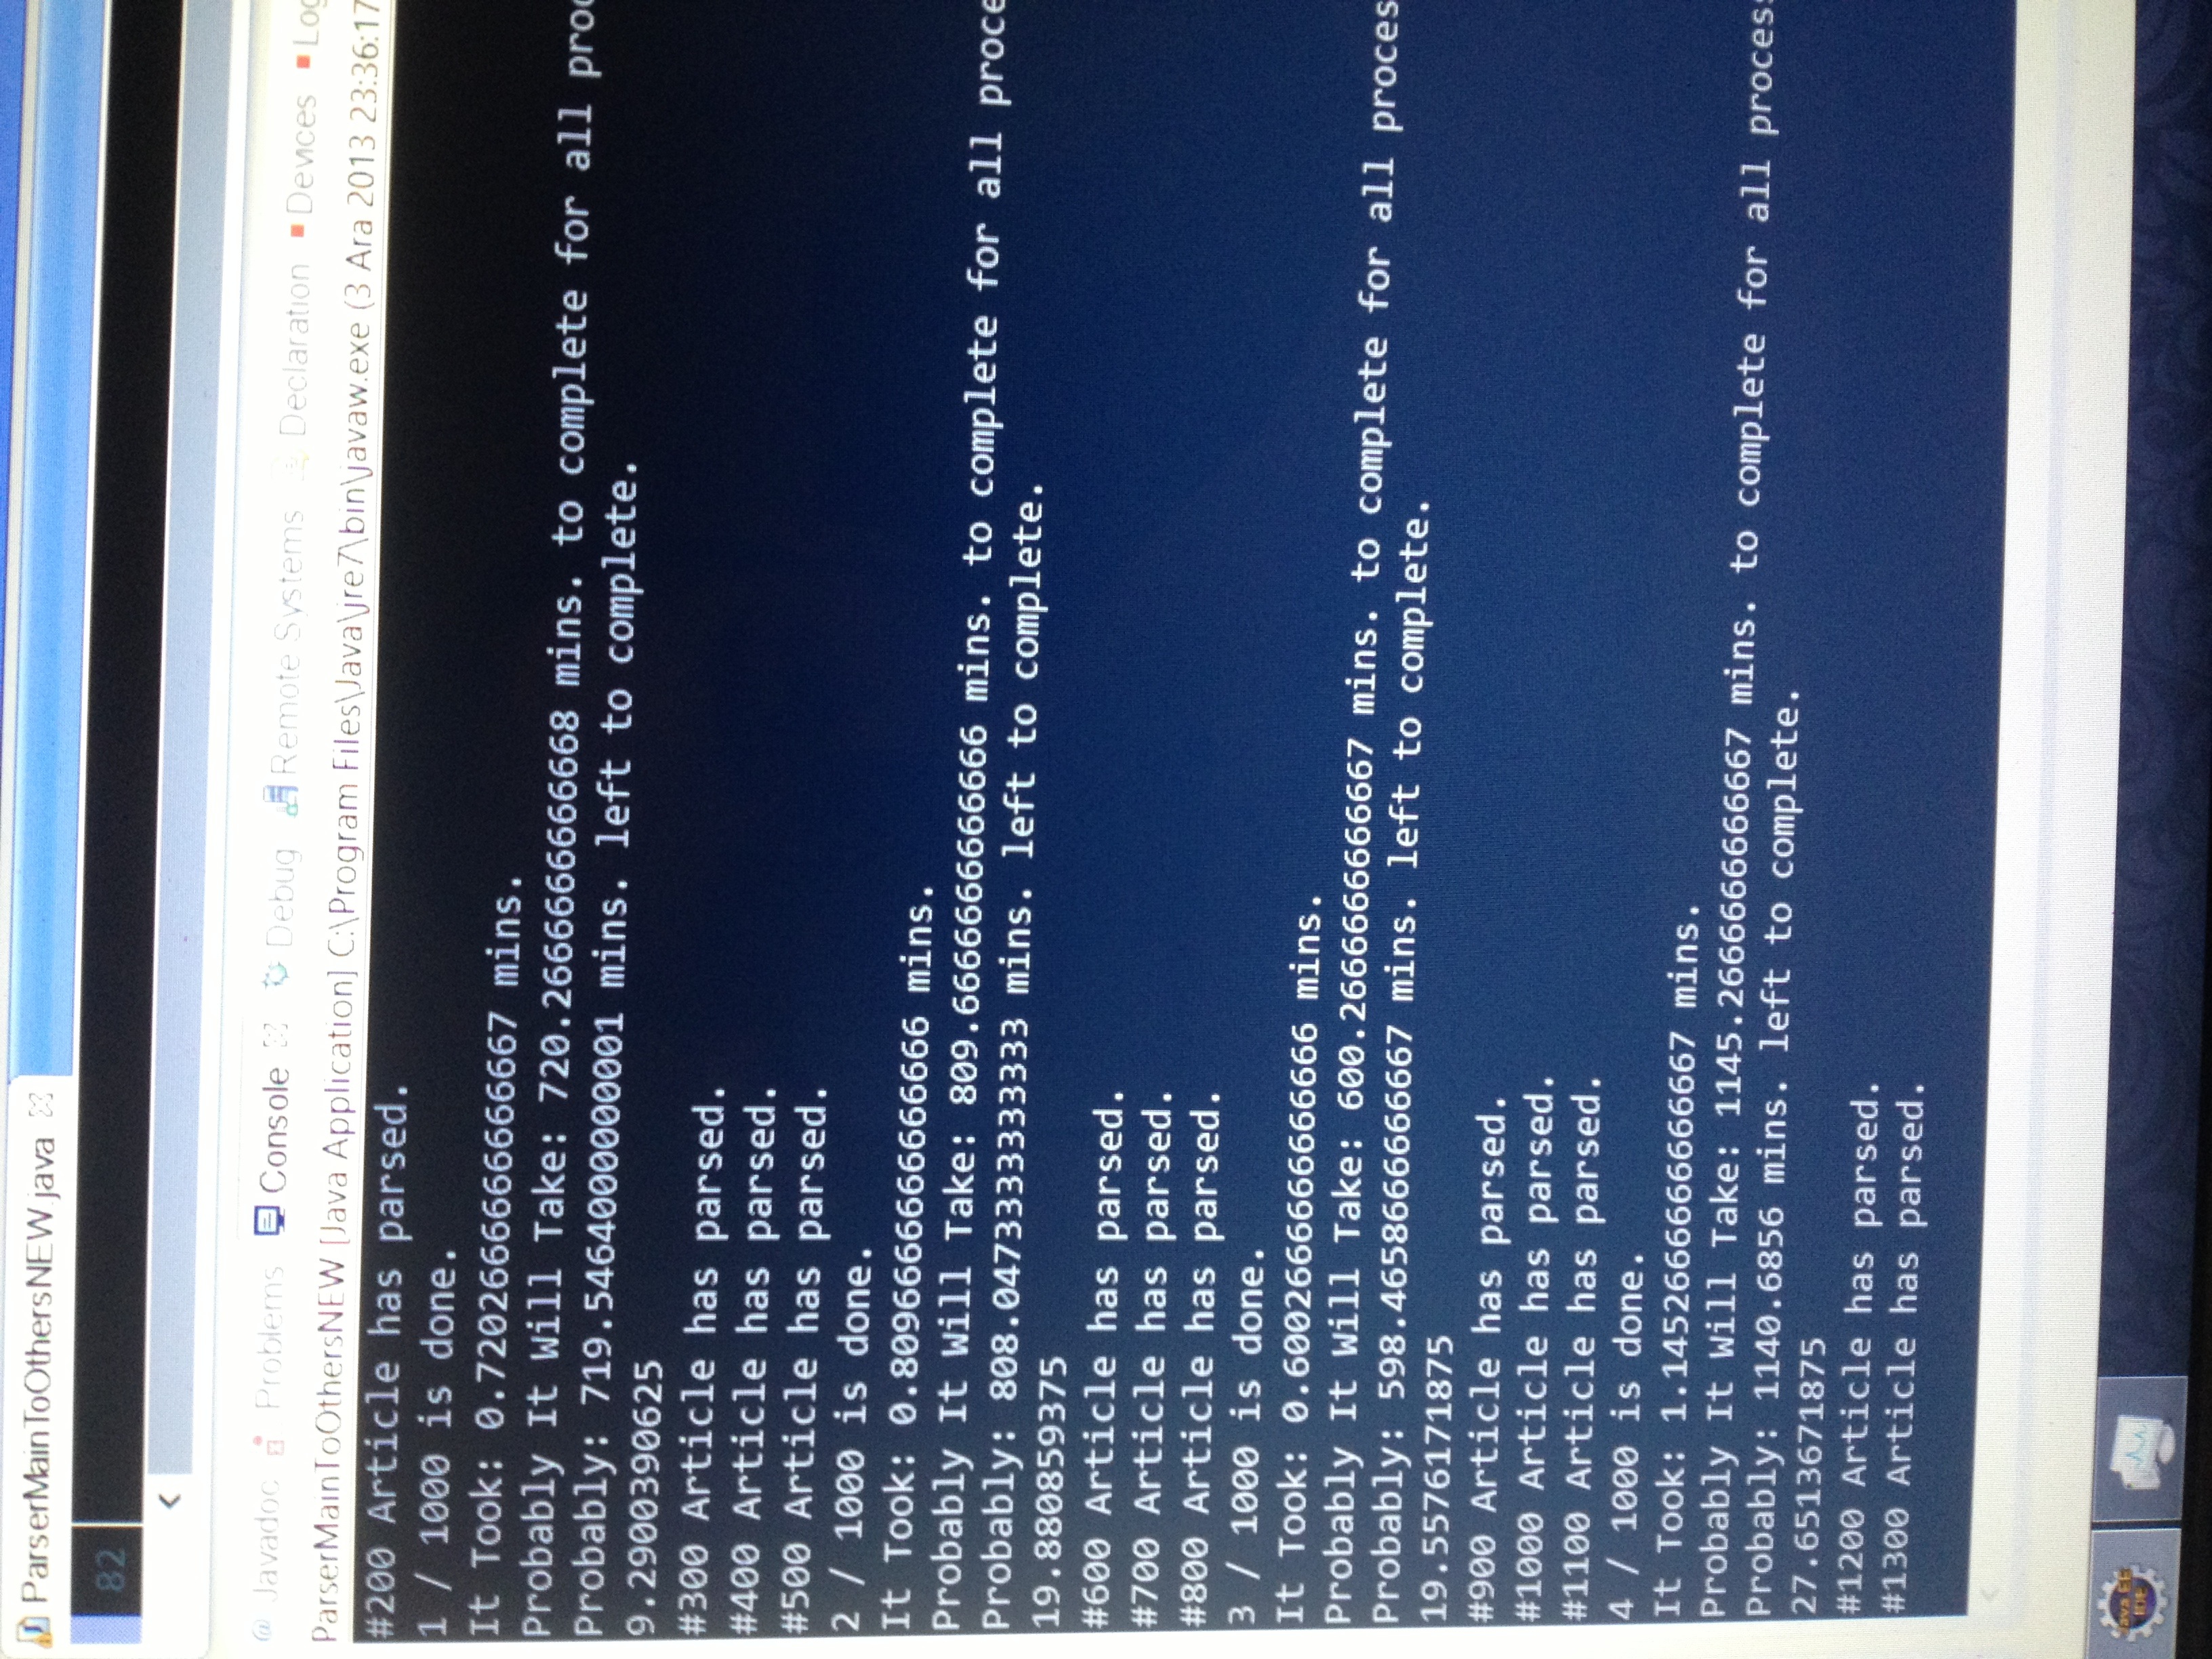 ParserMainToOthersNEW.java
82
@ Javadoc Problems Console Debug Remote Systems Declaration Devices
ParserMainToOthersNEW [Java Application] C:\Program Files\Java\jre7\bin\javaw.exe (3 Ara 2013 23:36:17
#200 Article has parsed.
1 / 1000 is done.
It Took: 0.7202666666666667 mins.
Probably It Will Take: 720.2666666666668 mins. to complete for all proc
Probably: 719.5464000000001 mins. left to complete.
9.2900390625
#300 Article has parsed.
#400 Article has parsed.
#500 Article has parsed.
2 / 1000 is done.
It Took: 0.8096666666666666 mins.
Probably It Will Take: 809.6666666666666 mins. to complete for all proce
Probably: 808.0473333333333 mins. left to complete.
19.880859375
#600 Article has parsed.
#700 Article has parsed.
#800 Article has parsed.
3 / 1000 is done.
It Took: 0.6002666666666666 mins.
Probably It Will Take: 600.2666666666667 mins. to complete for all proces
Probably: 598.4658666666667 mins. left to complete.
19.5576171875
#900 Article has parsed.
#1000 Article has parsed.
#1100 Article has parsed.
4 / 1000 is done.
It Took: 1.1452666666666667 mins.
Probably It Will Take: 1145.2666666666667 mins. to complete for all process
Probably: 1140.6856 mins. left to complete.
27.6513671875
#1200 Article has parsed.
#1300 Article has parsed.
Java EE
IDE